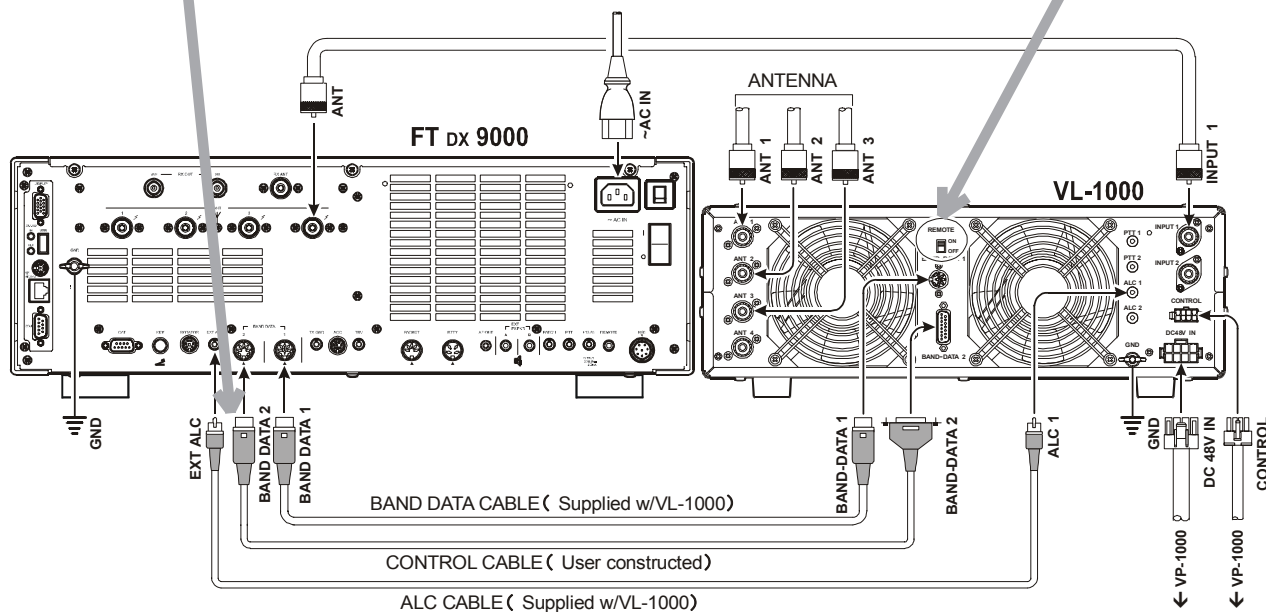 ANT
~AC IN
ANTENNA
ANT 1
ANT 2
ANT 3
INPUT 1
FT DX 9000
VL-1000
AC IN
GND
BAND DATA
REMOTE
ON
OFF
ANT 2
ANT 3
ANT 4
BAND-DATA 2
PTT 1
PTT 2
ALC 1
ALC 2
INPUT 1
INPUT 2
CONTROL
DC48V IN
GND
GND
EXT ALC
BAND DATA 2
BAND DATA 1
BAND-DATA 1
BAND-DATA 2
ALC 1
GND
DC 48V IN
CONTROL
BAND DATA CABLE( Supplied w/VL-1000)
CONTROL CABLE( User constructed)
ALC CABLE( Supplied w/VL-1000)
← VP-1000
← VP-1000